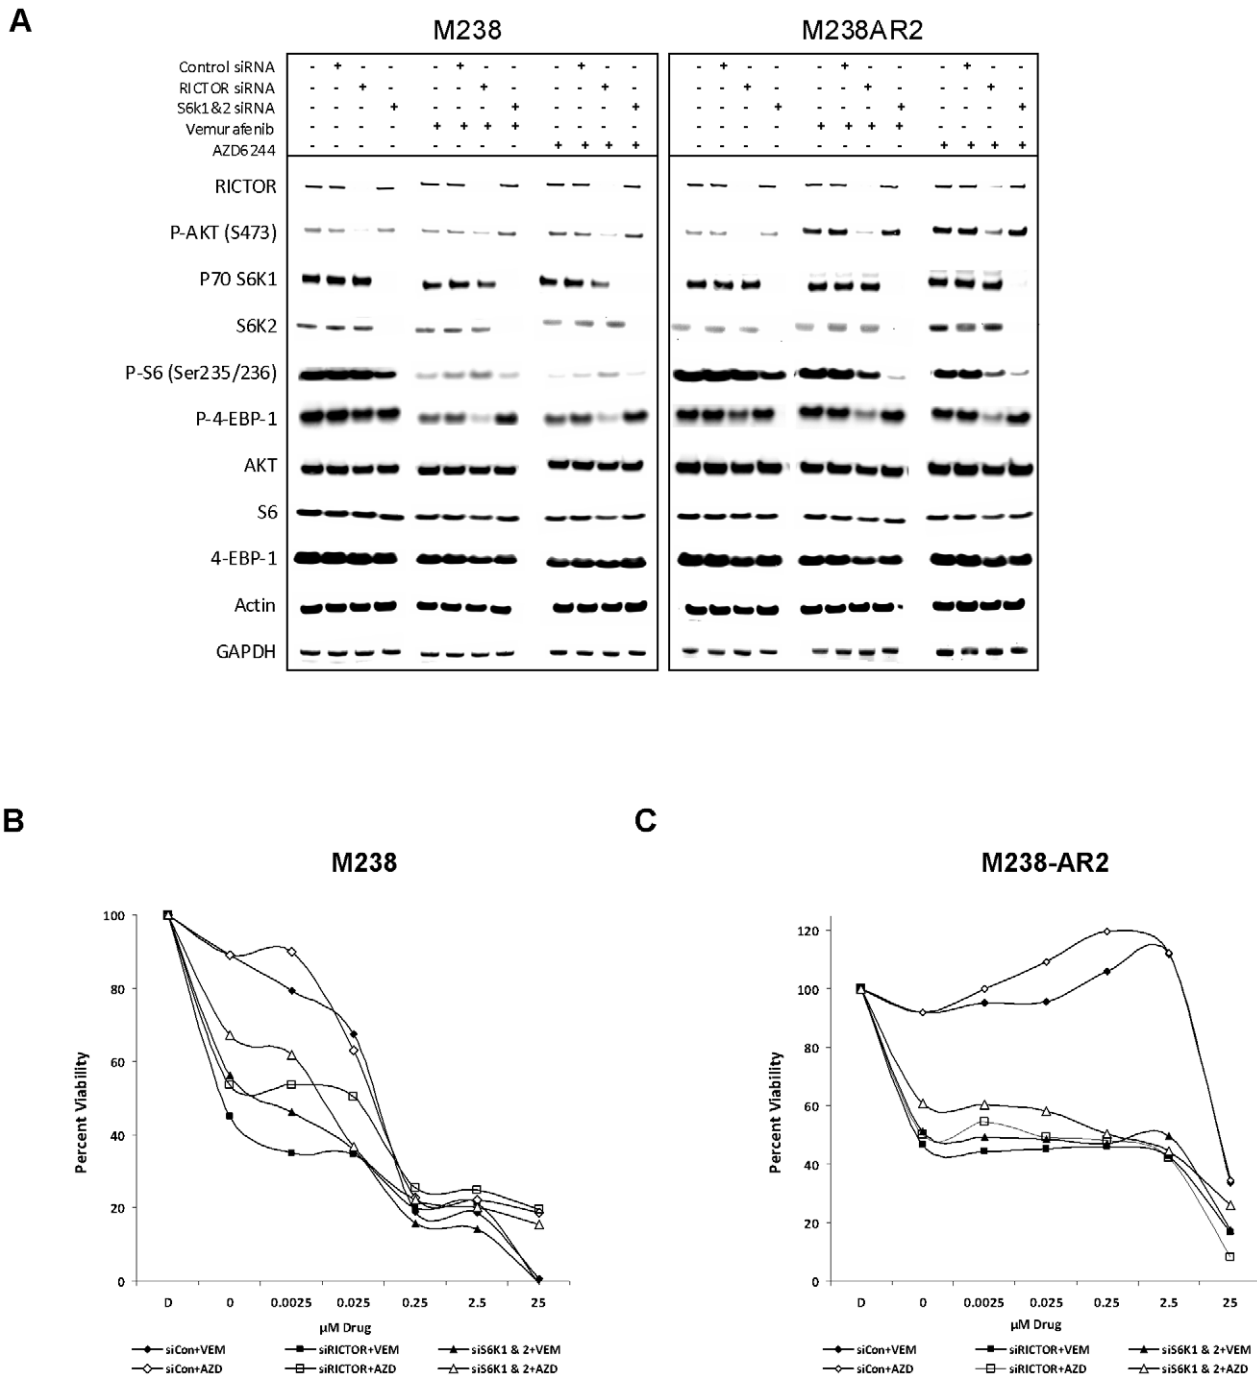 A
M238 M238AR2
Control siRNA - + - - - + - - - + - - - + - - - + - - - + - -
RICTOR siRNA - - + - - - + - - - + - - - + - - - + - - - + -
S6k1&2 siRNA - - - + - - - + - - - + - - - + - - - + - - - +
Vemurafenib - - - - + + + + - - - - - - - - + + + + - - - -
AZD6244 - - - - - - - - + + + + - - - - - - - - + + + +
RICTOR
P-AKT (S473)
P70 S6K1
S6K2
P-S6 (Ser235/236)
P-4-EBP-1
AKT
S6
4-EBP-1
Actin
GAPDH
B
M238
Percent Viability
100
80
60
40
20
0
D 0 0.0025 0.025 0.25 2.5 25
µM Drug
siCon+VEM siRICTOR+VEM siS6K1 & 2+VEM
siCon+AZD siRICTOR+AZD siS6K1 & 2+AZD
C
M238-AR2
Percent Viability
120
100
80
60
40
20
0
D 0 0.0025 0.025 0.25 2.5 25
µM Drug
siCon+VEM siRICTOR+VEM siS6K1 & 2+VEM
siCon+AZD siRICTOR+AZD siS6K1 & 2+AZD